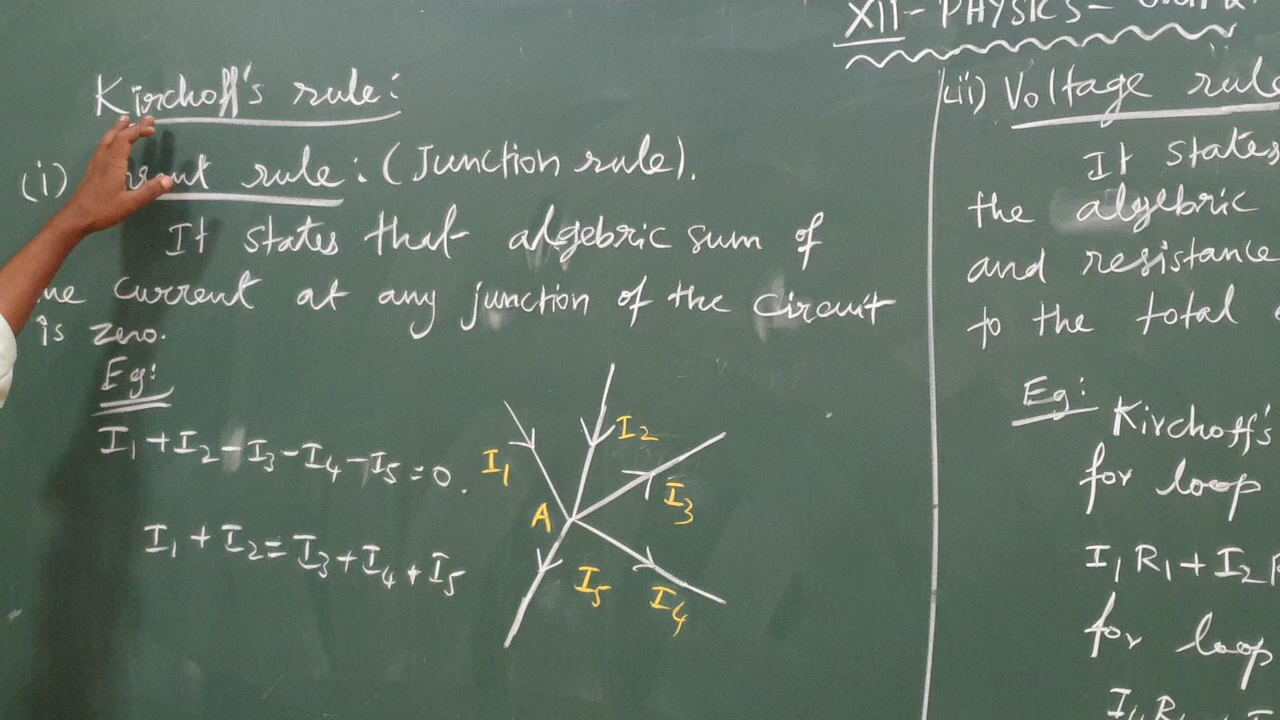 XII - PHYSICS -
Kirchoff's rule:
(i) rule: (Junction rule).
It states that algebric sum of
current at any junction of the circuit
is zero.
Eg:
I₁ + I₂ - I₃ - I₄ - I₅ = 0.
I₁ + I₂ = I₃ + I₄ + I₅
I₁
I₂
I₃
A
I₅
I₄
(ii) Voltage rule
It states
the algebric
and resistance
to the total
Eg: Kirchoff's
for loop
I₁ R₁ + I₂
for loop